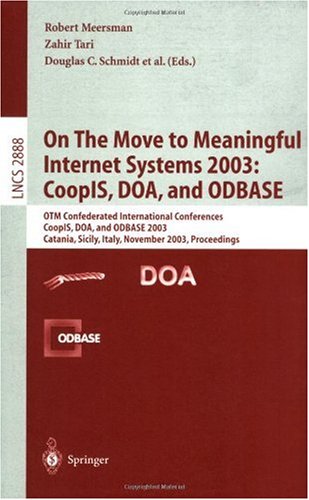 Robert Meersman
Zahir Tari
Douglas C. Schmidt et al. (Eds.)
LNCS 2888
On The Move to Meaningful
Internet Systems 2003:
CoopIS, DOA, and ODBASE
OTM Confederated International Conferences
CoopIS, DOA, and ODBASE 2003
Catania, Sicily, Italy, November 2003, Proceedings
DOA
ODBASE
Springer